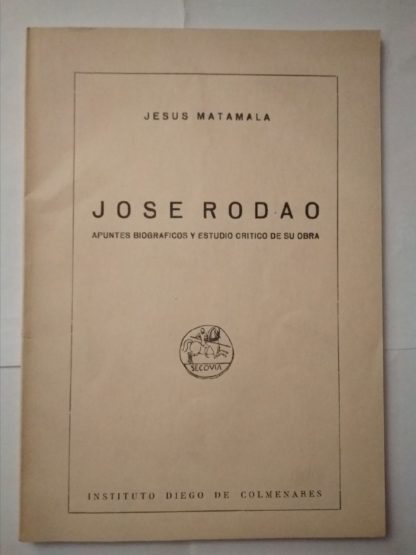 JESUS MATAMALA
JOSE RODAO
APUNTES BIOGRAFICOS Y ESTUDIO CRITICO DE SU OBRA
SEGOVIA
INSTITUTO DIEGO DE COLMENARES